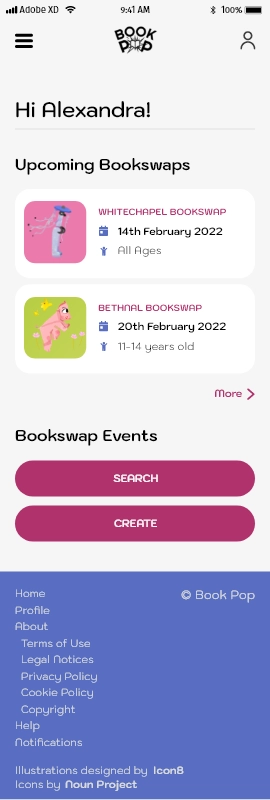 Adobe XD 9:41 AM 100%
BOOK
POP
Hi Alexandra!
Upcoming Bookswaps
WHITECHAPEL BOOKSWAP
14th February 2022
All Ages
BETHNAL BOOKSWAP
20th February 2022
11-14 years old
More
Bookswap Events
SEARCH
CREATE
Home
© Book Pop
Profile
About
Terms of Use
Legal Notices
Privacy Policy
Cookie Policy
Copyright
Help
Notifications
Illustrations designed by Icon8
Icons by Noun Project